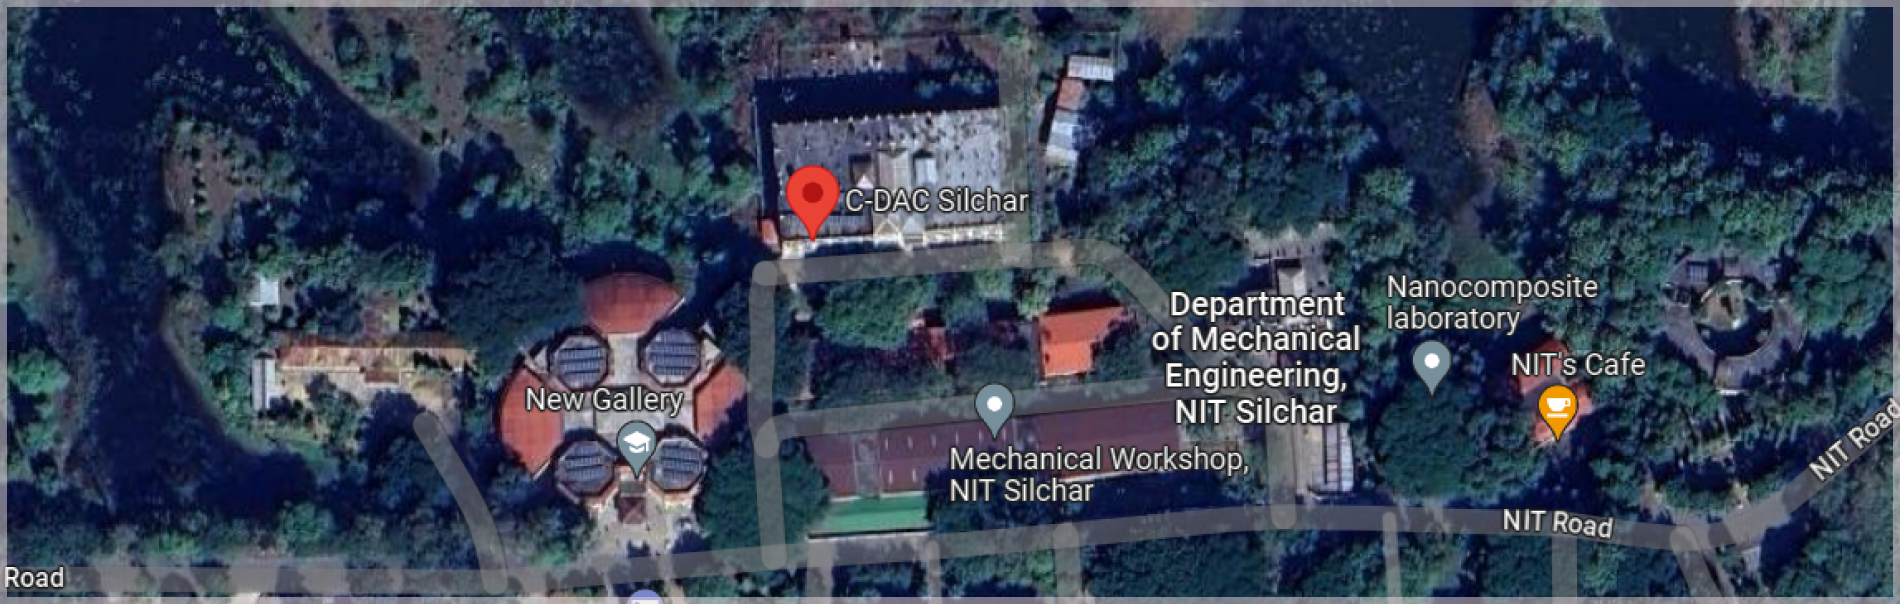 C-DAC Silchar
Nanocomposite
laboratory
Department
of Mechanical
Engineering,
NIT Silchar
NIT's Cafe
New Gallery
Mechanical Workshop,
NIT Silchar
NIT Road
NIT Road
Road